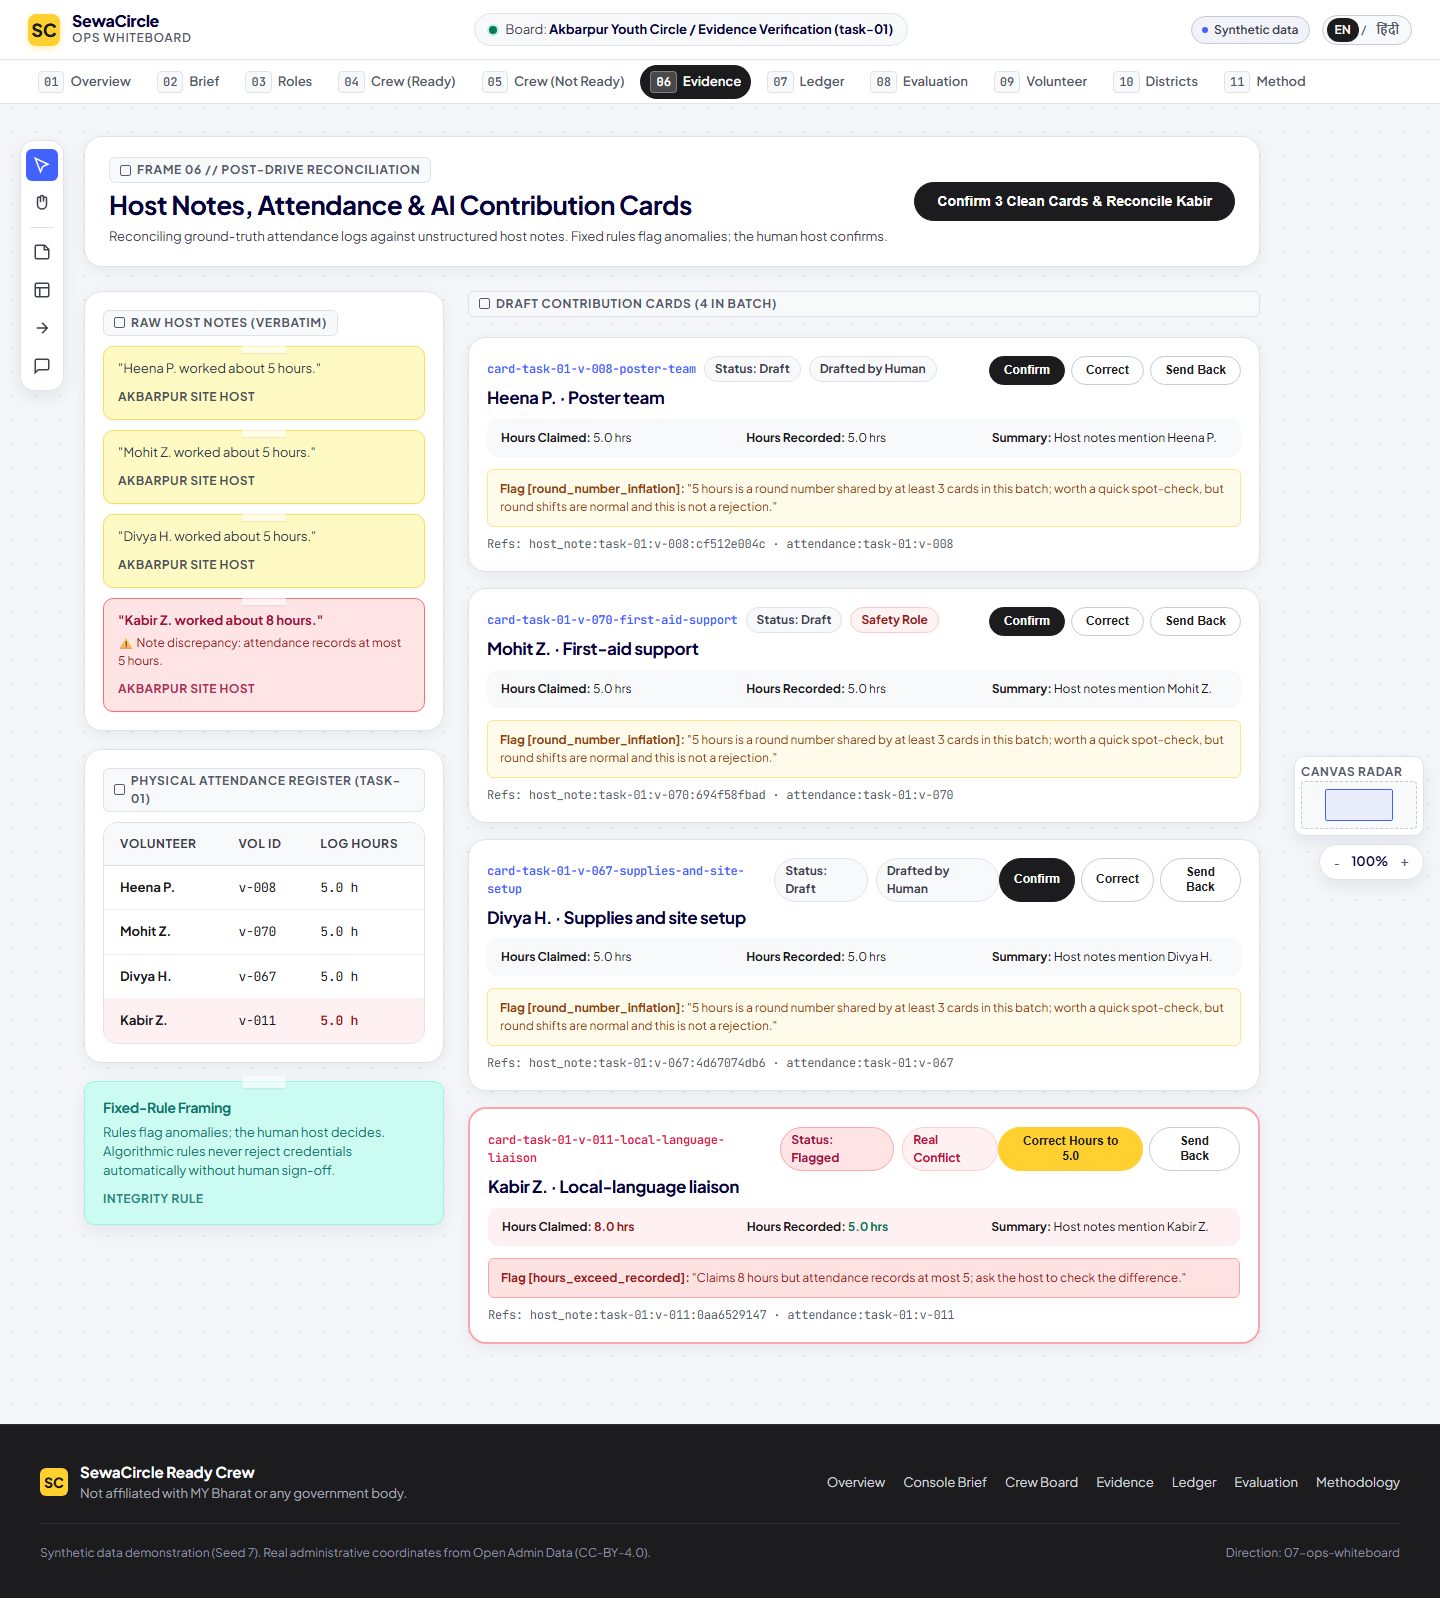 SC
SewaCircle
OPS WHITEBOARD
Board: Akbarpur Youth Circle / Evidence Verification (task-01)
Synthetic data
EN / हिंदी
01 Overview
02 Brief
03 Roles
04 Crew (Ready)
05 Crew (Not Ready)
06 Evidence
07 Ledger
08 Evaluation
09 Volunteer
10 Districts
11 Method
FRAME 06 // POST-DRIVE RECONCILIATION
Host Notes, Attendance & AI Contribution Cards
Reconciling ground-truth attendance logs against unstructured host notes. Fixed rules flag anomalies; the human host confirms.
Confirm 3 Clean Cards & Reconcile Kabir
RAW HOST NOTES (VERBATIM)
"Heena P. worked about 5 hours."
AKBARPUR SITE HOST
"Mohit Z. worked about 5 hours."
AKBARPUR SITE HOST
"Divya H. worked about 5 hours."
AKBARPUR SITE HOST
"Kabir Z. worked about 8 hours."
⚠️ Note discrepancy: attendance records at most
5 hours.
AKBARPUR SITE HOST
PHYSICAL ATTENDANCE REGISTER (TASK-
01)
VOLUNTEER VOL ID LOG HOURS
Heena P. v-008 5.0 h
Mohit Z. v-070 5.0 h
Divya H. v-067 5.0 h
Kabir Z. v-011 5.0 h
Fixed-Rule Framing
Rules flag anomalies; the human host decides.
Algorithmic rules never reject credentials
automatically without human sign-off.
INTEGRITY RULE
DRAFT CONTRIBUTION CARDS (4 IN BATCH)
card-task-01-v-008-poster-team Status: Draft Drafted by Human Confirm Correct Send Back
Heena P. · Poster team
Hours Claimed: 5.0 hrs Hours Recorded: 5.0 hrs Summary: Host notes mention Heena P.
Flag [round_number_inflation]: "5 hours is a round number shared by at least 3 cards in this batch; worth a quick spot-check, but
round shifts are normal and this is not a rejection."
Refs: host_note:task-01:v-008:cf512e004c · attendance:task-01:v-008
card-task-01-v-070-first-aid-support Status: Draft Safety Role Confirm Correct Send Back
Mohit Z. · First-aid support
Hours Claimed: 5.0 hrs Hours Recorded: 5.0 hrs Summary: Host notes mention Mohit Z.
Flag [round_number_inflation]: "5 hours is a round number shared by at least 3 cards in this batch; worth a quick spot-check, but
round shifts are normal and this is not a rejection."
Refs: host_note:task-01:v-070:694f58fbad · attendance:task-01:v-070
card-task-01-v-067-supplies-and-site-
setup
Status:
Draft
Drafted by
Human
Confirm
Correct
Send
Back
Divya H. · Supplies and site setup
Hours Claimed: 5.0 hrs Hours Recorded: 5.0 hrs Summary: Host notes mention Divya H.
Flag [round_number_inflation]: "5 hours is a round number shared by at least 3 cards in this batch; worth a quick spot-check, but
round shifts are normal and this is not a rejection."
Refs: host_note:task-01:v-067:4d67074db6 · attendance:task-01:v-067
card-task-01-v-011-local-language-
liaison
Status:
Flagged
Real
Conflict
Correct Hours to
5.0
Send
Back
Kabir Z. · Local-language liaison
Hours Claimed: 8.0 hrs Hours Recorded: 5.0 hrs Summary: Host notes mention Kabir Z.
Flag [hours_exceed_recorded]: "Claims 8 hours but attendance records at most 5; ask the host to check the difference."
Refs: host_note:task-01:v-011:0aa6529147 · attendance:task-01:v-011
CANVAS RADAR
- 100% +
SC
SewaCircle Ready Crew
Not affiliated with MY Bharat or any government body.
Overview Console Brief Crew Board Evidence Ledger Evaluation Methodology
Synthetic data demonstration (Seed 7). Real administrative coordinates from Open Admin Data (CC-BY-4.0).
Direction: 07-ops-whiteboard